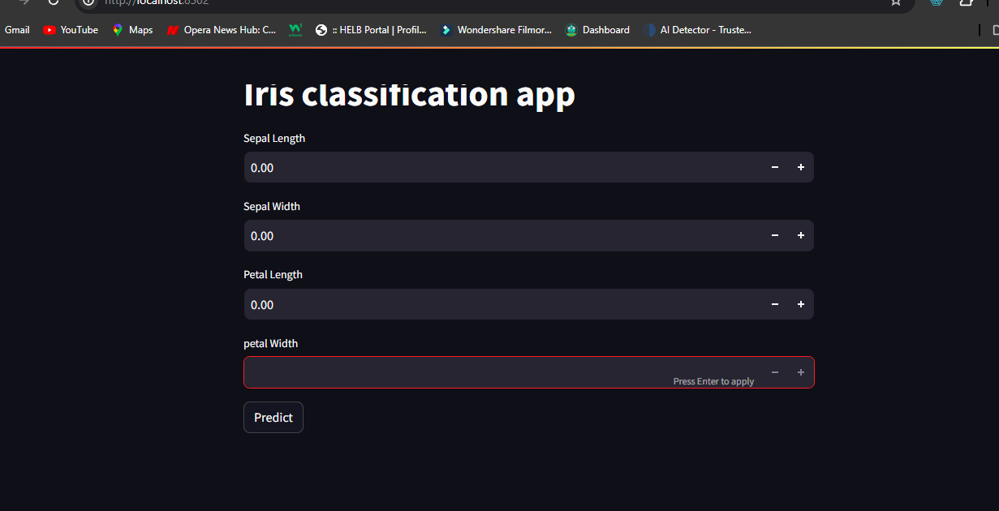 http://localhost:8502
Gmail YouTube Maps Opera News Hub: C... :: HELB Portal | Profil... Wondershare Filmor... Dashboard AI Detector - Truste...
Iris classification app
Sepal Length
0.00
Sepal Width
0.00
Petal Length
0.00
petal Width
Press Enter to apply
Predict